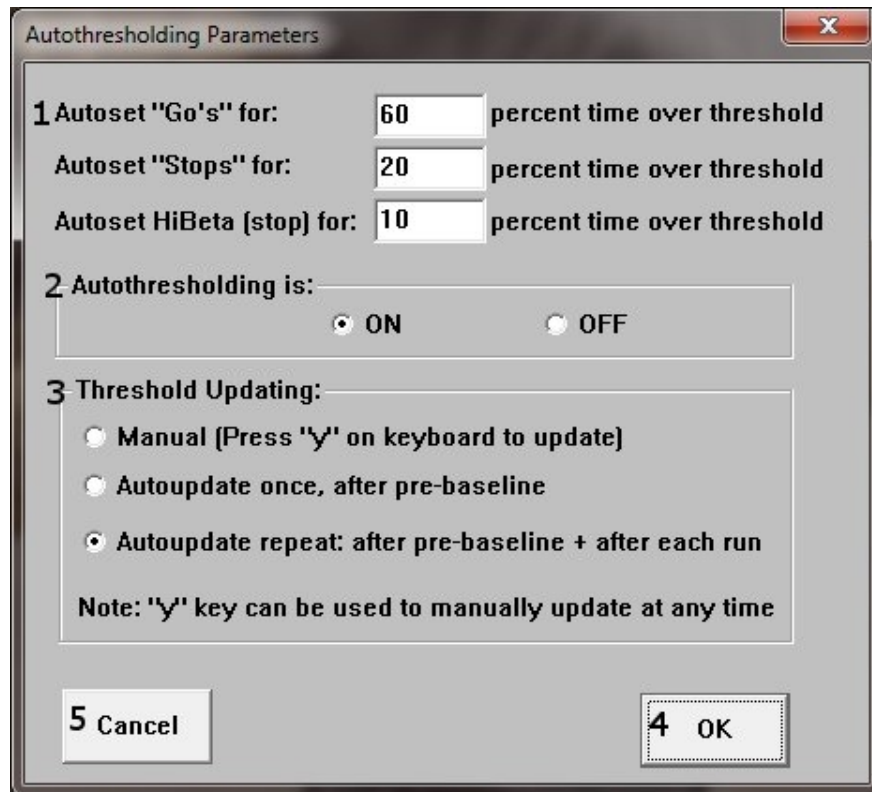 Autothresholding Parameters
x
1 Autoset "Go's" for: 60 percent time over threshold
Autoset "Stops" for: 20 percent time over threshold
Autoset HiBeta (stop) for: 10 percent time over threshold
2 Autothresholding is:
ON OFF
3 Threshold Updating:
Manual (Press "y" on keyboard to update)
Autoupdate once, after pre-baseline
Autoupdate repeat: after pre-baseline + after each run
Note: "y" key can be used to manually update at any time
5 Cancel 4 OK